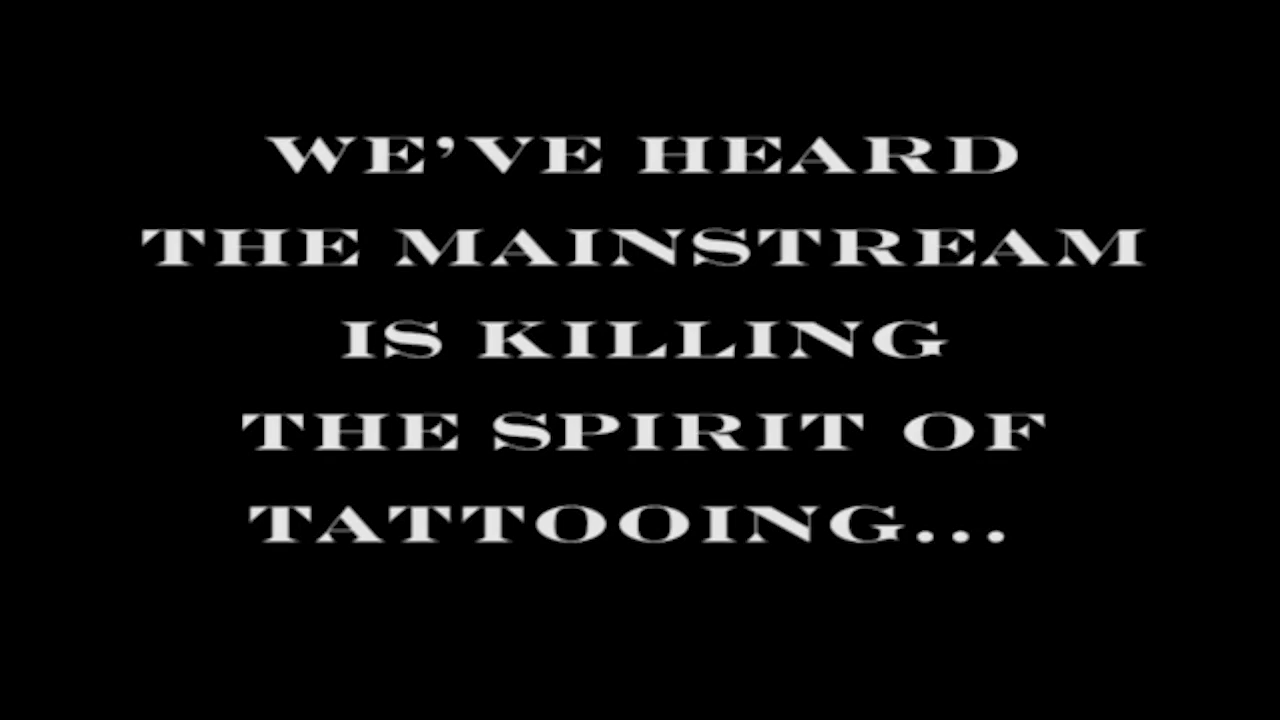 WE’VE HEARD
THE MAINSTREAM
IS KILLING
THE SPIRIT OF
TATTOOING...